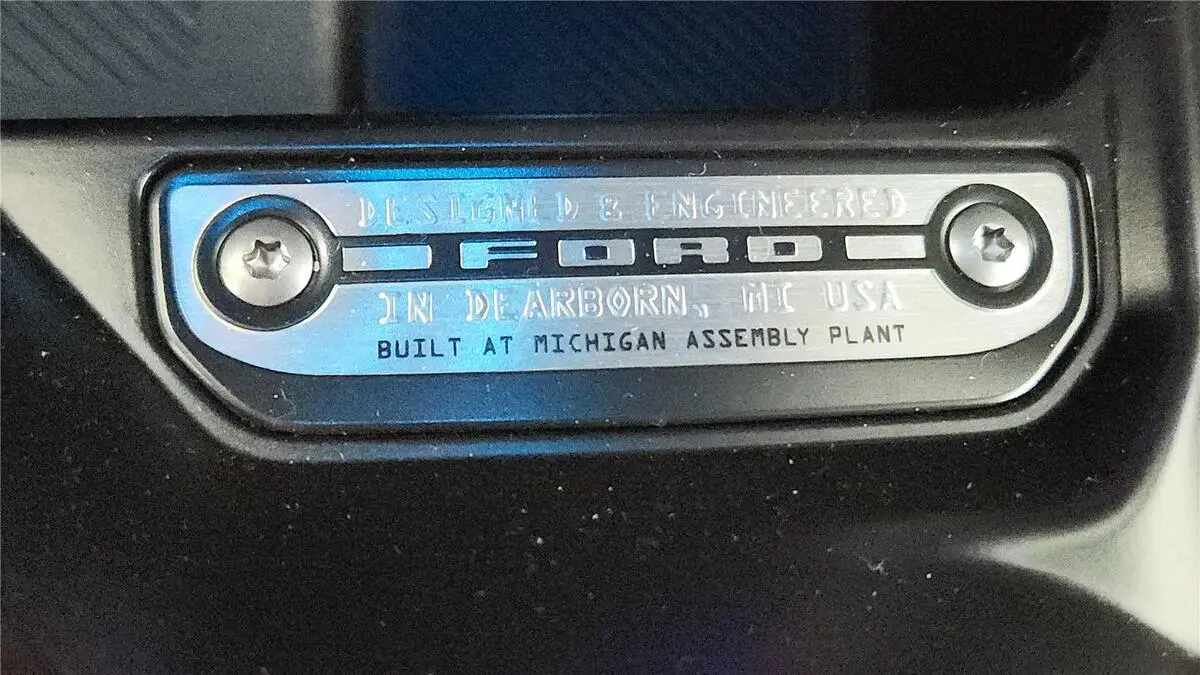 DESIGNED & ENGINEERED
FORD
IN DEARBORN, MI USA
BUILT AT MICHIGAN ASSEMBLY PLANT